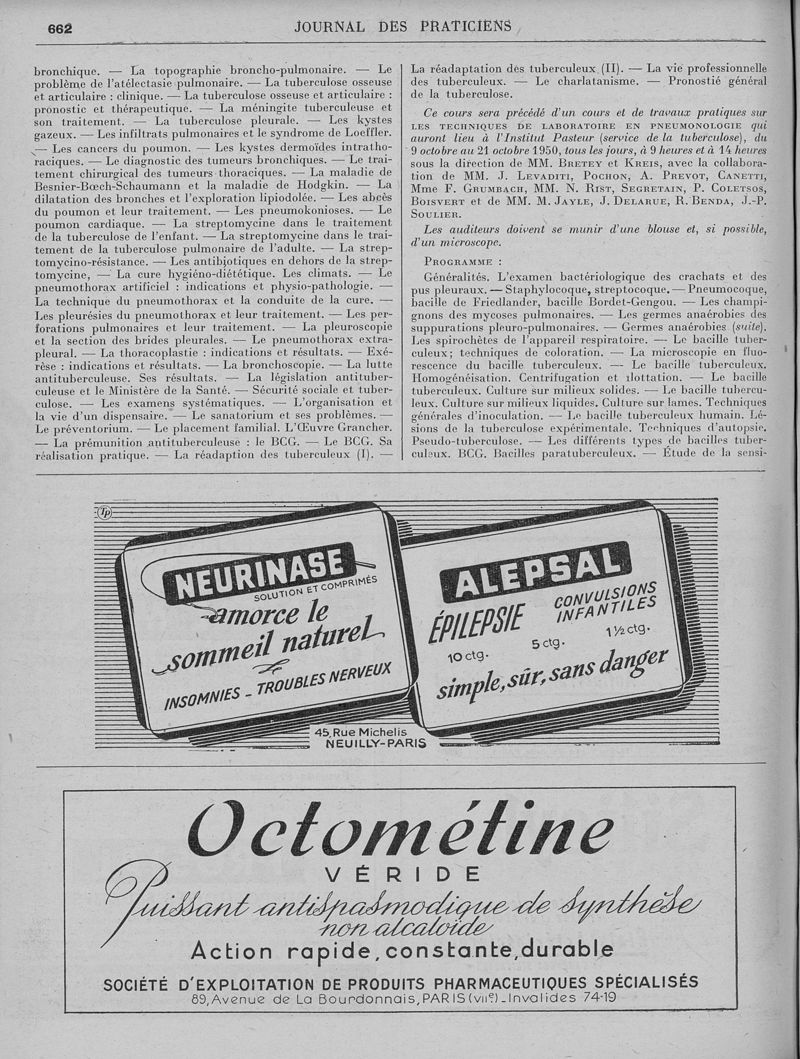 662
JOURNAL DES PRATICIENS
bronchique. — La topographie broncho-pulmonaire. — Le
problème de l'atélectasie pulmonaire. — La tuberculose osseuse
et articulaire : clinique. — La tuberculose osseuse et articulaire :
pronostic et thérapeutique. — La méningite tuberculeuse et
son traitement. — La tuberculose pleurale. — Les kystes
gazeux. — Les infiltrats pulmonaires et le syndrome de Loeffler.
— Les cancers du poumon. — Les kystes dermoïdes intratho-
raciques. — Le diagnostic des tumeurs bronchiques. — Le trai-
tement chirurgical des tumeurs thoraciques. — La maladie de
Besnier-Bœch-Schaumann et la maladie de Hodgkin. — La
dilatation des bronches et l'exploration lipiodolée. — Les abcès
du poumon et leur traitement. — Les pneumokonioses. — Le
poumon cardiaque. — La streptomycine dans le traitement
de la tuberculose de l'enfant. — La streptomycine dans le trai-
tement de la tuberculose pulmonaire de l'adulte. — La strep-
tomycino-résistance. — Les antibiotiques en dehors de la strep-
tomycine, — La cure hygiéno-diététique. Les climats. — Le
pneumothorax artificiel : indications et physio-pathologie. —
La technique du pneumothorax et la conduite de la cure. —
Les pleurésies du pneumothorax et leur traitement. — Les per-
forations pulmonaires et leur traitement. — La pleuroscopie
et la section des brides pleurales. — Le pneumothorax extra-
pleural. — La thoracoplastie : indications et résultats. — Exé-
rèse : indications et résultats. — La bronchoscopie. — La lutte
antituberculeuse. Ses résultats. — La législation antituber-
culeuse et le Ministère de la Santé. — Sécurité sociale et tuber-
culose. — Les examens systématiques. — L'organisation et
la vie d'un dispensaire. — Le sanatorium et ses problèmes. —
Le préventorium. — Le placement familial. L'Œuvre Grancher.
— La prémunition antituberculeuse : le BCG. — Le BCG. Sa
réalisation pratique. — La réadaption des tuberculeux (I). —
La réadaptation des tuberculeux (II). — La vie professionnelle
des tuberculeux. — Le charlatanisme. — Pronostié général
de la tuberculose.
Ce cours sera précédé d'un cours et de travaux pratiques sur
LES TECHNIQUES DE LABORATOIRE EN PNEUMONOLOGIE qui
auront lieu à l'Institut Pasteur (service de la tuberculose), du
9 octobre au 21 octobre 1950, tous les jours, à 9 heures et à 14 heures
sous la direction de MM. BRETEY et KREIS, avec la collabora-
tion de MM. J. LEVADITI, POCHON, A. PREVOT, CANETTI,
Mme F. GRUMBACH, MM. N. RIST, SEGRETAIN, P. COLETSOS,
BOISVERT et de MM. M. JAYLE, J. DELARUE, R. BENDA, J.-P.
SOULIER.
Les auditeurs doivent se munir d'une blouse et, si possible,
d'un microscope.
PROGRAMME :
Généralités. L'examen bactériologique des crachats et des
pus pleuraux. — Staphylocoque, streptocoque. — Pneumocoque,
bacille de Friedlander, bacille Bordet-Gengou. — Les champi-
gnons des mycoses pulmonaires. — Les germes anaérobies des
suppurations pleuro-pulmonaires. — Germes anaérobies (suite).
Les spirochètes de l'appareil respiratoire. — Le bacille tuber-
culeux; techniques de coloration. — La microscopie en fluo-
rescence du bacille tuberculeux. — Le bacille tuberculeux.
Homogénéisation. Centrifugation et flottation. — Le bacille
tuberculeux. Culture sur milieux solides. — Le bacille tubercu-
leux. Culture sur milieux liquides. Culture sur lames. Techniques
générales d'inoculation. — Le bacille tuberculeux humain. Lé-
sions de la tuberculose expérimentale. Techniques d'autopsie.
Pseudo-tuberculose. — Les différents types de bacilles tuber-
culeux. BCG. Bacilles paratuberculeux. — Étude de la sensi-
Tp
NEURINASE
SOLUTION ET COMPRIMÉS
amorce le
sommeil naturel
INSOMNIES - TROUBLES NERVEUX
ALEPSAL
ÉPILEPSIE
CONVULSIONS
INFANTILES
10 ctg.
5 ctg.
1 ½ ctg.
simple, sûr, sans danger
45, Rue Michelis
NEUILLY-PARIS
Octométine
VÉRIDE
Puissant antispasmodique de synthèse
non alcaloïde
Action rapide, constante, durable
SOCIÉTÉ D'EXPLOITATION DE PRODUITS PHARMACEUTIQUES SPÉCIALISÉS
89, Avenue de La Bourdonnais, PARIS (VIIe) - Invalides 74-19